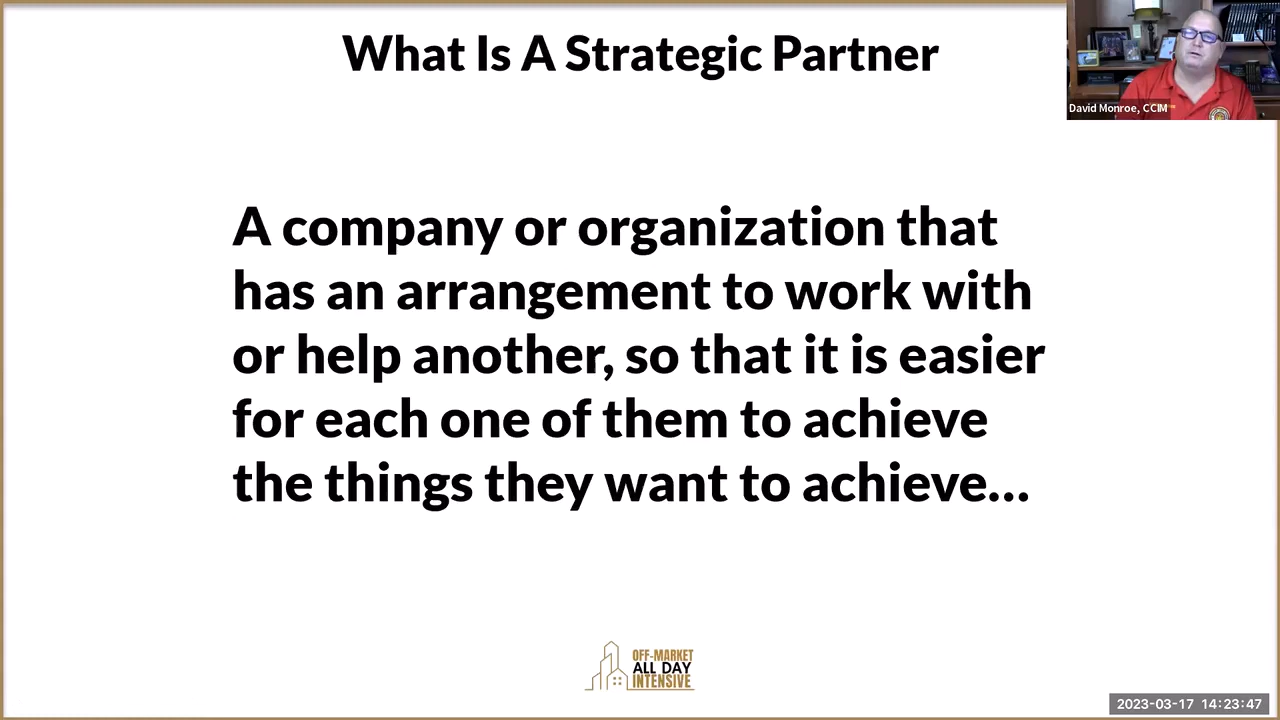 What Is A Strategic Partner
David Monroe, CCIM
A company or organization that
has an arrangement to work with
or help another, so that it is easier
for each one of them to achieve
the things they want to achieve...
OFF-MARKET
ALL DAY
INTENSIVE
2023-03-17 14:23:47